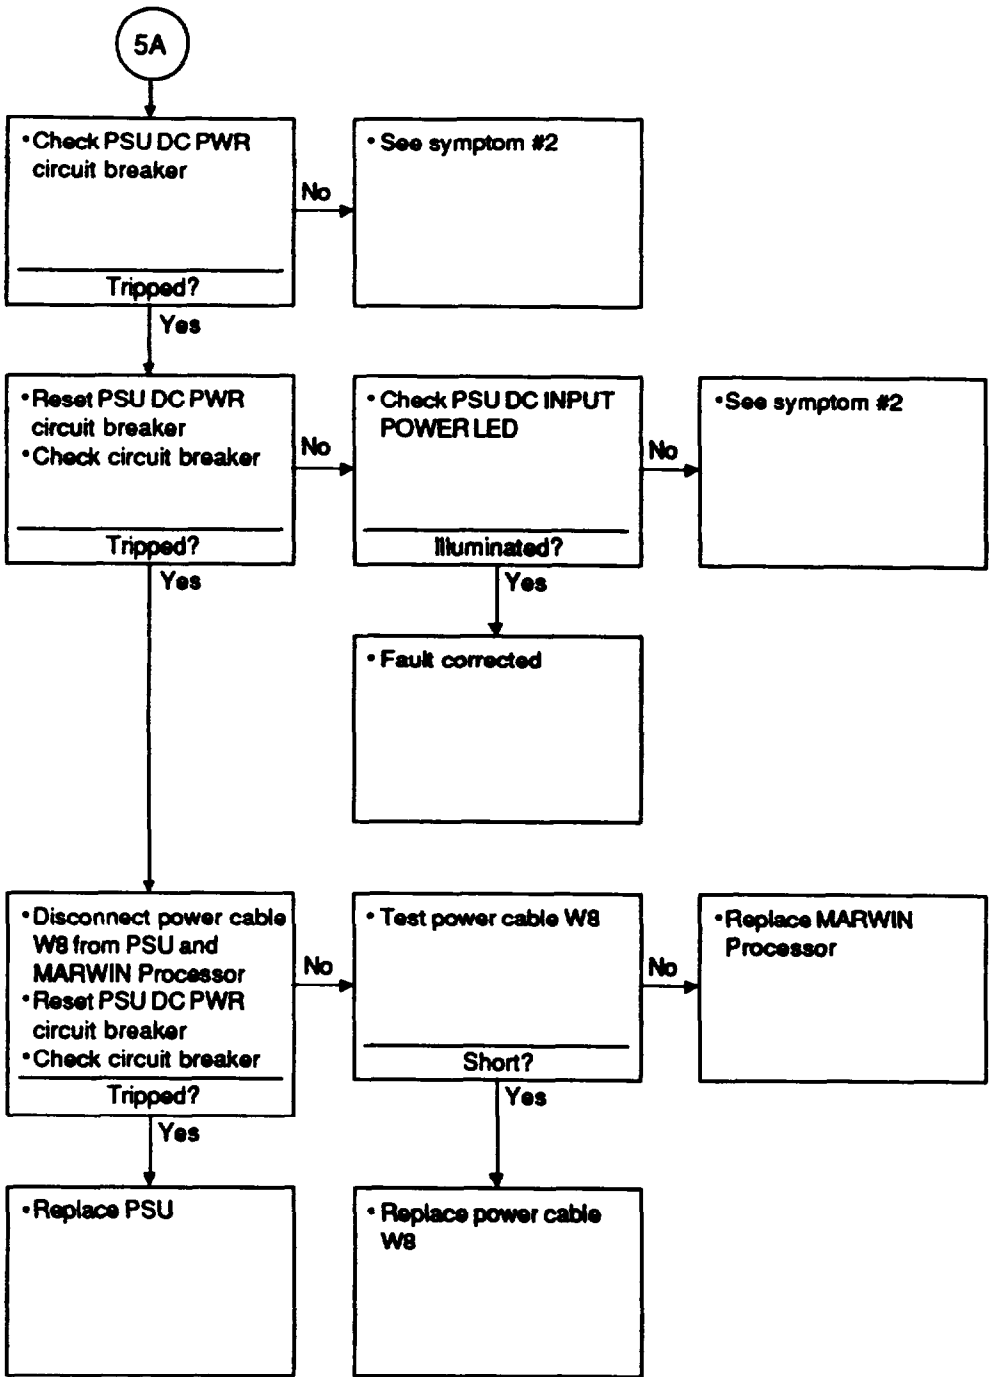 5A
•Check PSU DC PWR
circuit breaker
Tripped?
No
• See symptom #2
Yes
•Reset PSU DC PWR
circuit breaker
•Check circuit breaker
Tripped?
No
• Check PSU DC INPUT
POWER LED
Illuminated?
No
•See symptom #2
Yes
Yes
• Fault corrected
•Disconnect power cable
W8 from PSU and
MARWIN Processor
•Reset PSU DC PWR
circuit breaker
•Check circuit breaker
Tripped?
No
• Test power cable W8
Short?
No
•Replace MARWIN
Processor
Yes
Yes
•Replace PSU
• Replace power cable
W8